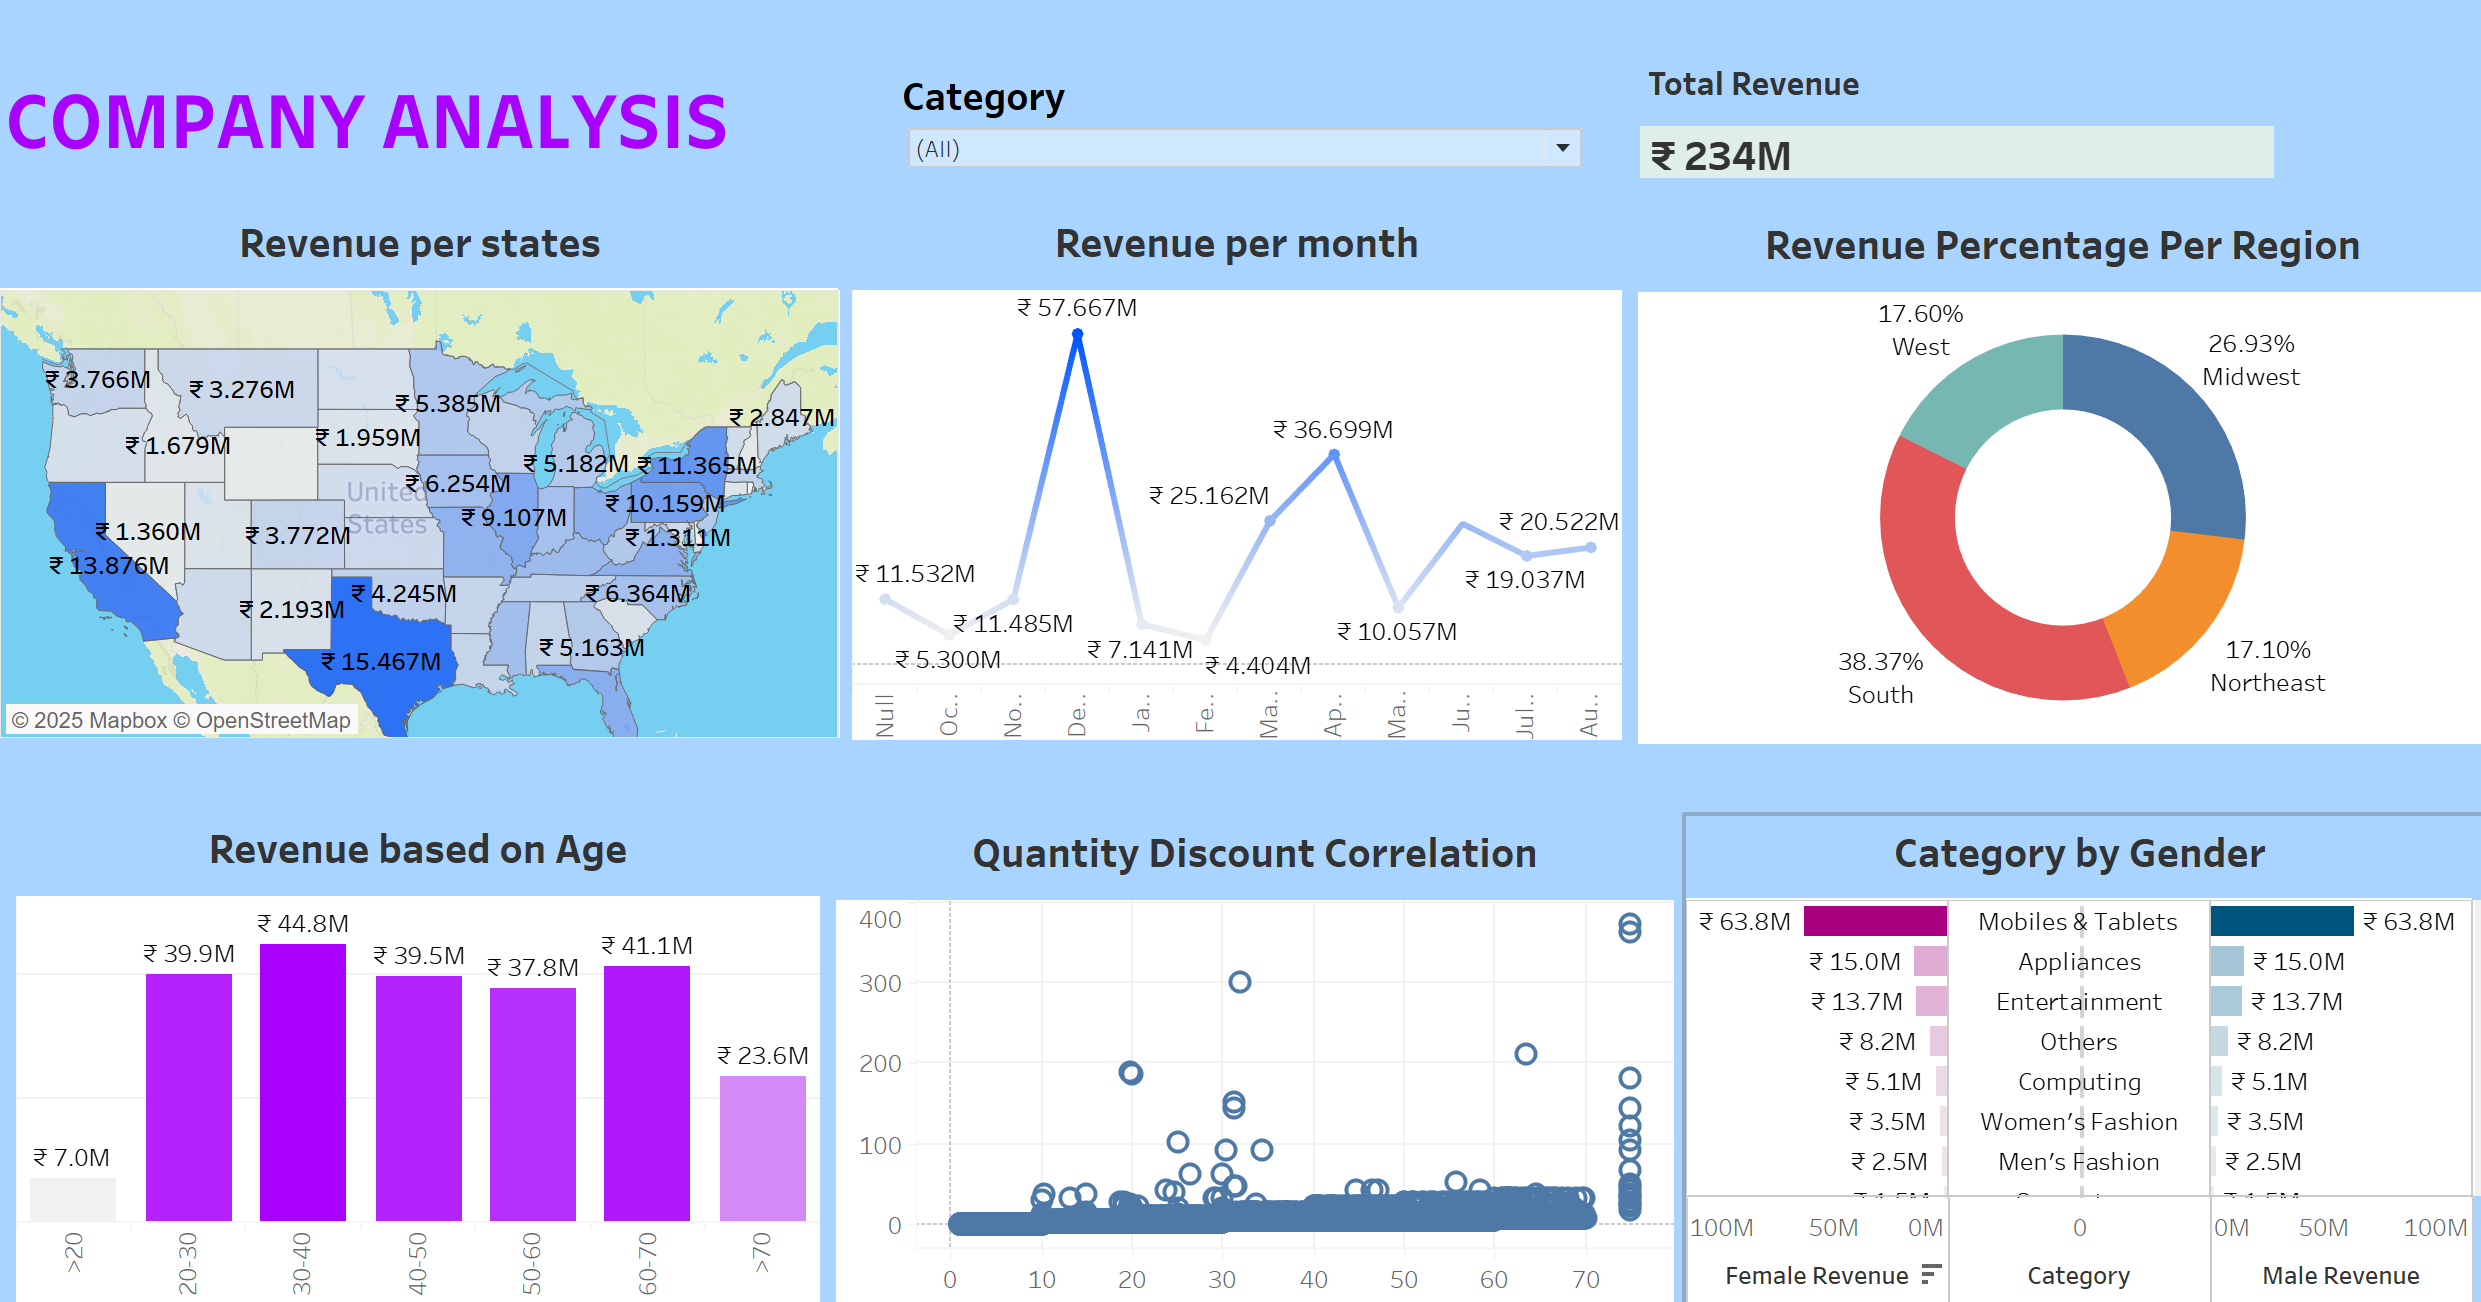 COMPANY ANALYSIS
Category
(All)
Total Revenue
₹ 234M
Revenue per states
₹ 3.766M
₹ 3.276M
₹ 5.385M
₹ 2.847M
₹ 1.679M
₹ 1.959M
₹ 5.182M
₹ 11.365M
₹ 6.254M
United
States
₹ 10.159M
₹ 9.107M
₹ 1.360M
₹ 3.772M
₹ 1.311M
₹ 13.876M
₹ 4.245M
₹ 6.364M
₹ 2.193M
₹ 5.163M
₹ 15.467M
© 2025 Mapbox © OpenStreetMap
Revenue per month
₹ 57.667M
₹ 36.699M
₹ 25.162M
₹ 20.522M
₹ 11.532M
₹ 19.037M
₹ 11.485M
₹ 10.057M
₹ 7.141M
₹ 5.300M
₹ 4.404M
Null
Oc..
No..
De..
Ja..
Fe..
Ma..
Ap..
Ma..
Ju..
Jul..
Au..
Revenue Percentage Per Region
17.60%
West
26.93%
Midwest
38.37%
South
17.10%
Northeast
Revenue based on Age
₹ 7.0M
₹ 39.9M
₹ 44.8M
₹ 39.5M
₹ 37.8M
₹ 41.1M
₹ 23.6M
>20
20-30
30-40
40-50
50-60
60-70
>70
Quantity Discount Correlation
400
300
200
100
0
0 10 20 30 40 50 60 70
Category by Gender
₹ 63.8M Mobiles & Tablets ₹ 63.8M
₹ 15.0M Appliances ₹ 15.0M
₹ 13.7M Entertainment ₹ 13.7M
₹ 8.2M Others ₹ 8.2M
₹ 5.1M Computing ₹ 5.1M
₹ 3.5M Women's Fashion ₹ 3.5M
₹ 2.5M Men's Fashion ₹ 2.5M
100M 50M 0M 0 0M 50M 100M
Female Revenue Category Male Revenue